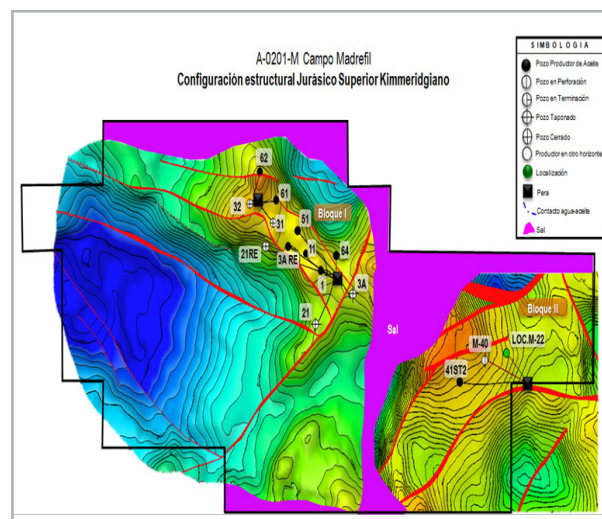 A-0201-M Campo Madrefil
Configuración estructural Jurásico Superior Kimmeridgiano
SIMBOLOGIA
Pozo Productor de Aceite
Pozo en Perforación
Pozo en Terminación
Pozo Taponado
Pozo Cerrado
Productor en otro horizonte
Localización
Pera
Contacto agua-aceite
Sal
62
32
61
31
51
Bloque I
21RE
3A RE
11
64
1
3A
21
Sal
Bloque II
M-40
LOC.M-22
41ST2